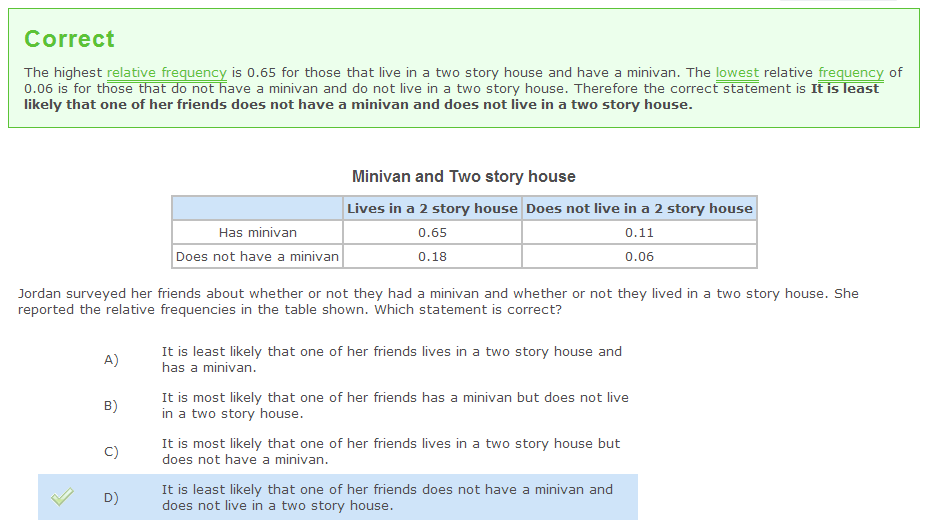 Correct
The highest relative frequency is 0.65 for those that live in a two story house and have a minivan. The lowest relative frequency of
0.06 is for those that do not have a minivan and do not live in a two story house. Therefore the correct statement is It is least
likely that one of her friends does not have a minivan and does not live in a two story house.
Minivan and Two story house
Lives in a 2 story house Does not live in a 2 story house
Has minivan 0.65 0.11
Does not have a minivan 0.18 0.06
Jordan surveyed her friends about whether or not they had a minivan and whether or not they lived in a two story house. She
reported the relative frequencies in the table shown. Which statement is correct?
A) It is least likely that one of her friends lives in a two story house and
has a minivan.
B) It is most likely that one of her friends has a minivan but does not live
in a two story house.
C) It is most likely that one of her friends lives in a two story house but
does not have a minivan.
D) It is least likely that one of her friends does not have a minivan and
does not live in a two story house.